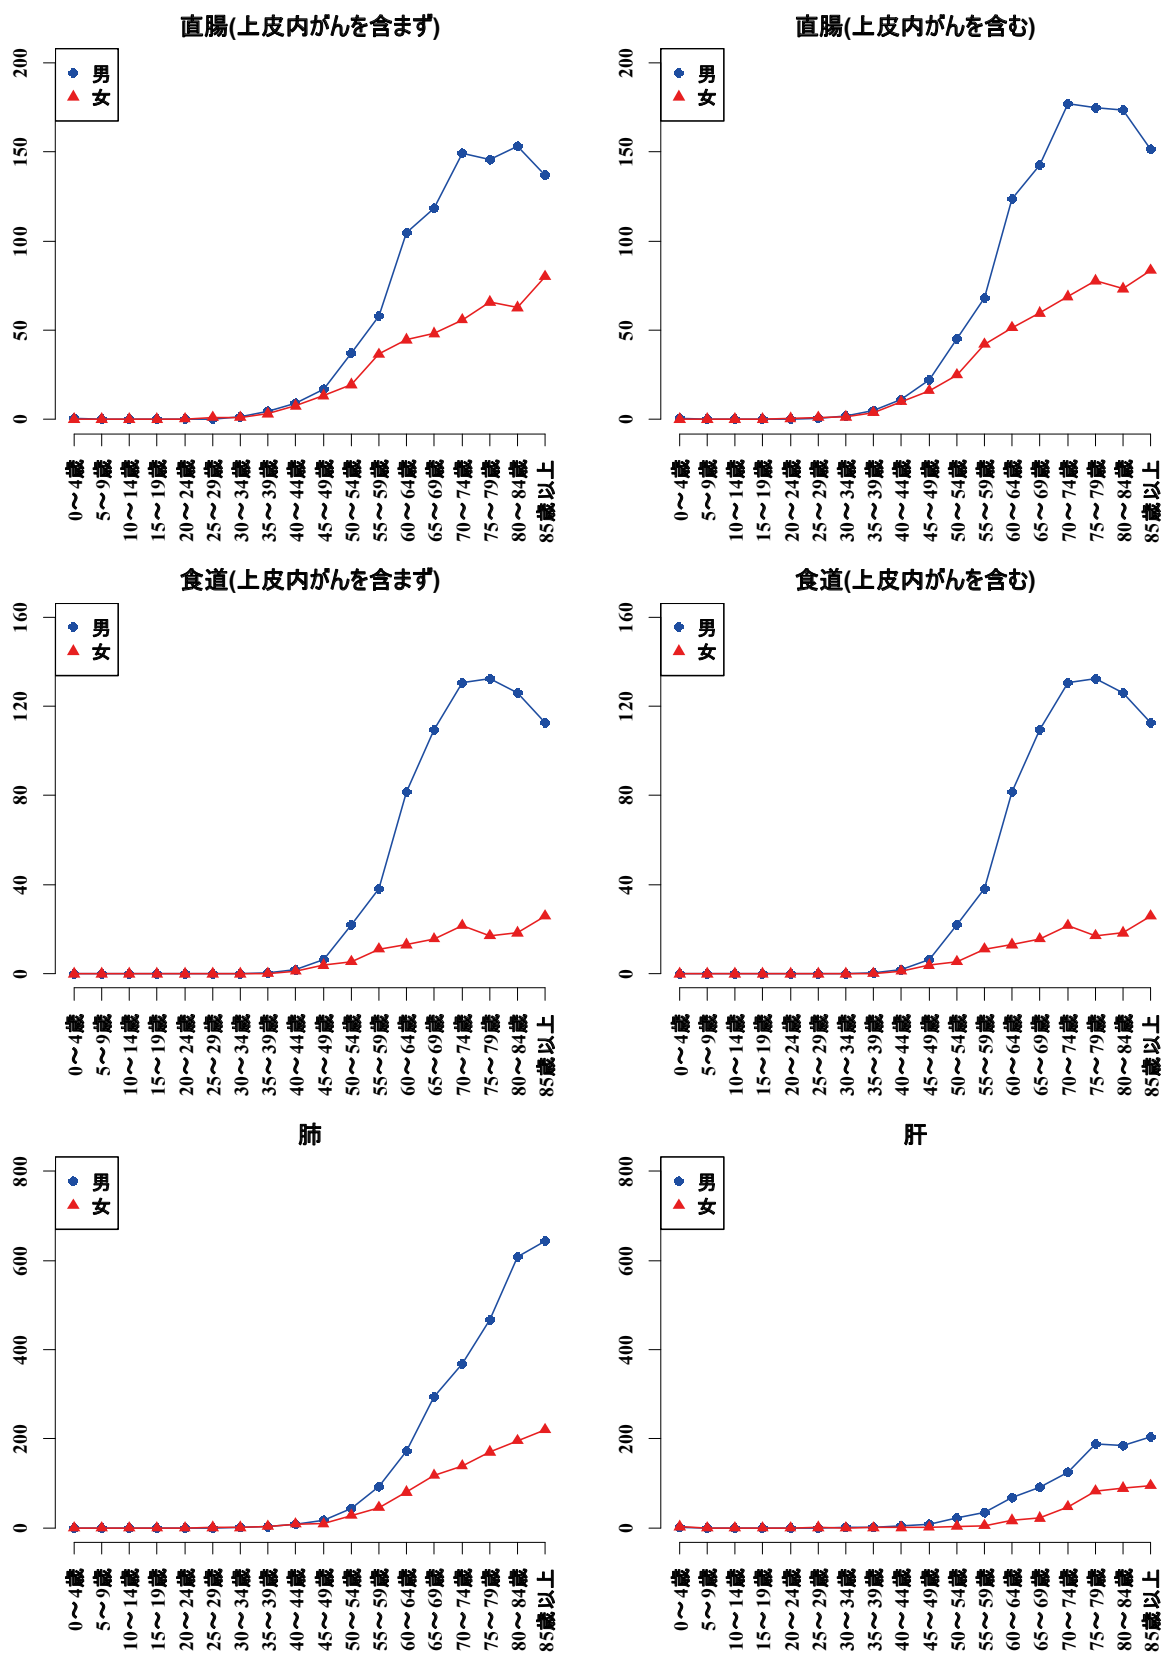 直腸(上皮内がんを含まず)
200
150
100
50
0
男
女
0～4歳
5～9歳
10～14歳
15～19歳
20～24歳
25～29歳
30～34歳
35～39歳
40～44歳
45～49歳
50～54歳
55～59歳
60～64歳
65～69歳
70～74歳
75～79歳
80～84歳
85歳以上
直腸(上皮内がんを含む)
200
150
100
50
0
男
女
0～4歳
5～9歳
10～14歳
15～19歳
20～24歳
25～29歳
30～34歳
35～39歳
40～44歳
45～49歳
50～54歳
55～59歳
60～64歳
65～69歳
70～74歳
75～79歳
80～84歳
85歳以上
食道(上皮内がんを含まず)
160
120
80
40
0
男
女
0～4歳
5～9歳
10～14歳
15～19歳
20～24歳
25～29歳
30～34歳
35～39歳
40～44歳
45～49歳
50～54歳
55～59歳
60～64歳
65～69歳
70～74歳
75～79歳
80～84歳
85歳以上
食道(上皮内がんを含む)
160
120
80
40
0
男
女
0～4歳
5～9歳
10～14歳
15～19歳
20～24歳
25～29歳
30～34歳
35～39歳
40～44歳
45～49歳
50～54歳
55～59歳
60～64歳
65～69歳
70～74歳
75～79歳
80～84歳
85歳以上
肺
800
600
400
200
0
男
女
0～4歳
5～9歳
10～14歳
15～19歳
20～24歳
25～29歳
30～34歳
35～39歳
40～44歳
45～49歳
50～54歳
55～59歳
60～64歳
65～69歳
70～74歳
75～79歳
80～84歳
85歳以上
肝
800
600
400
200
0
男
女
0～4歳
5～9歳
10～14歳
15～19歳
20～24歳
25～29歳
30～34歳
35～39歳
40～44歳
45～49歳
50～54歳
55～59歳
60～64歳
65～69歳
70～74歳
75～79歳
80～84歳
85歳以上